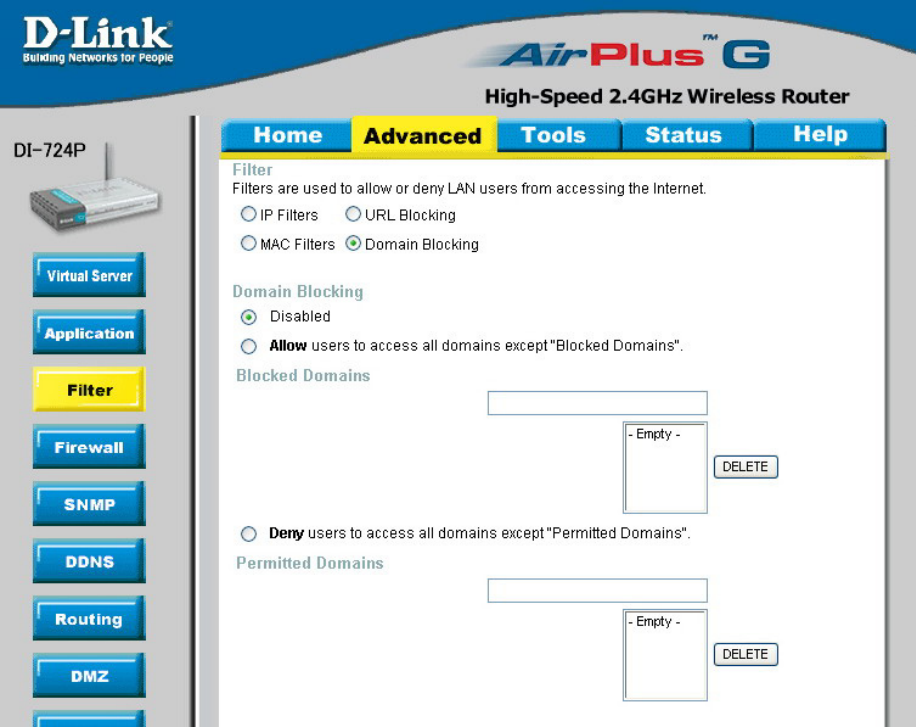 D-Link
Building Networks for People
AirPlus G™
High-Speed 2.4GHz Wireless Router
DI-724P
Home
Advanced
Tools
Status
Help
Virtual Server
Application
Filter
Firewall
SNMP
DDNS
Routing
DMZ
Filter
Filters are used to allow or deny LAN users from accessing the Internet.
IP Filters URL Blocking
MAC Filters Domain Blocking
Domain Blocking
Disabled
Allow users to access all domains except "Blocked Domains".
Blocked Domains
- Empty -
DELETE
Deny users to access all domains except "Permitted Domains".
Permitted Domains
- Empty -
DELETE